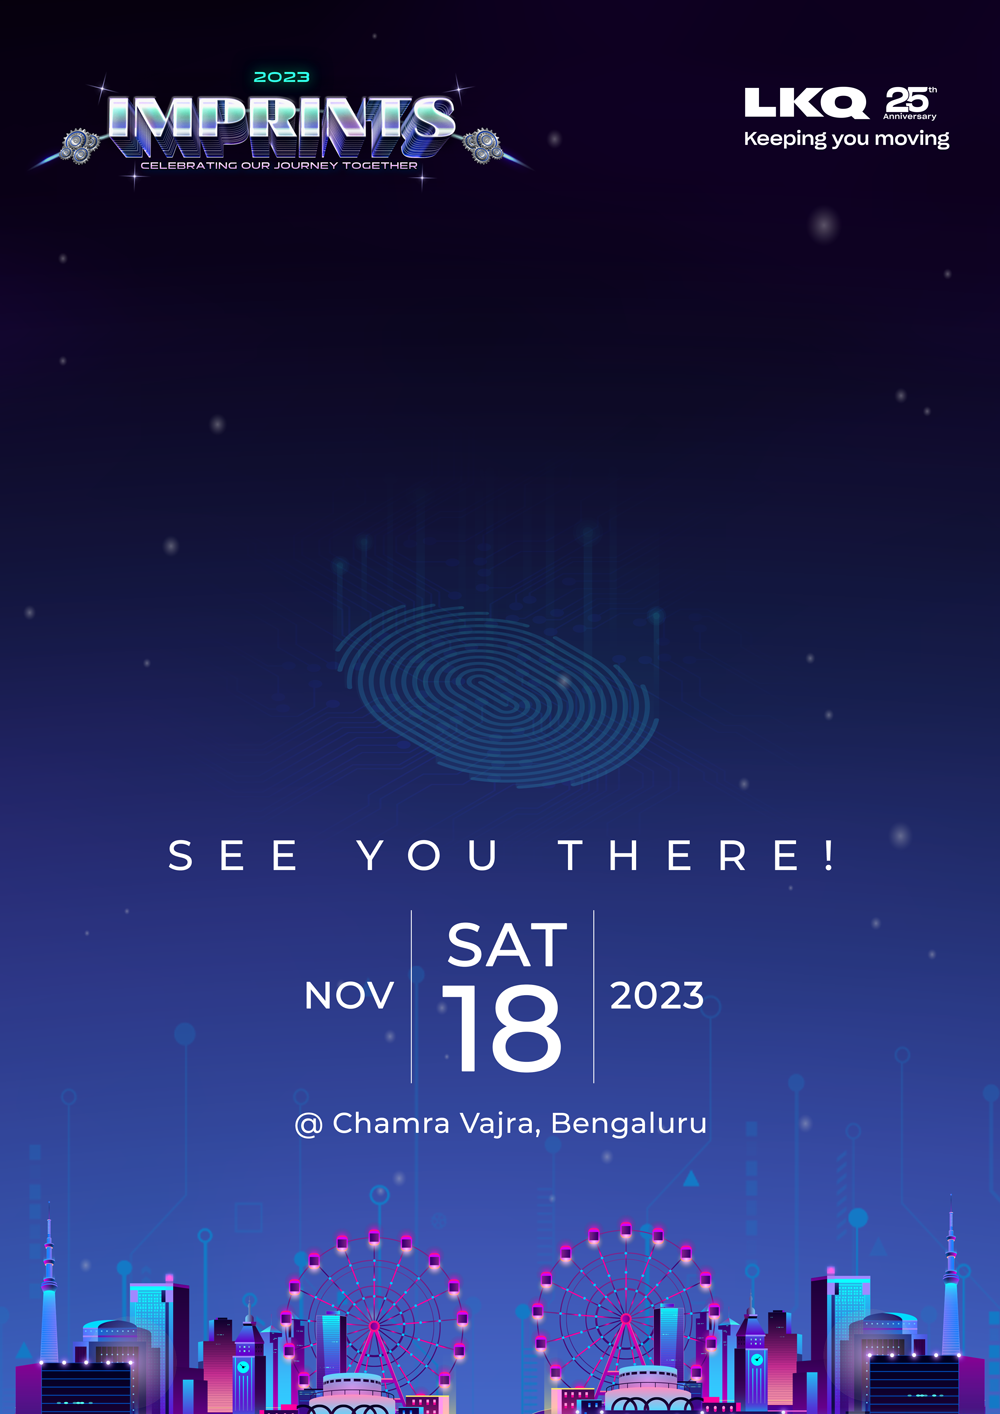 2023
IMPRINTS
CELEBRATING OUR JOURNEY TOGETHER
LKQ 25th Anniversary
Keeping you moving
SEE YOU THERE!
SAT
NOV 18 2023
@ Chamra Vajra, Bengaluru